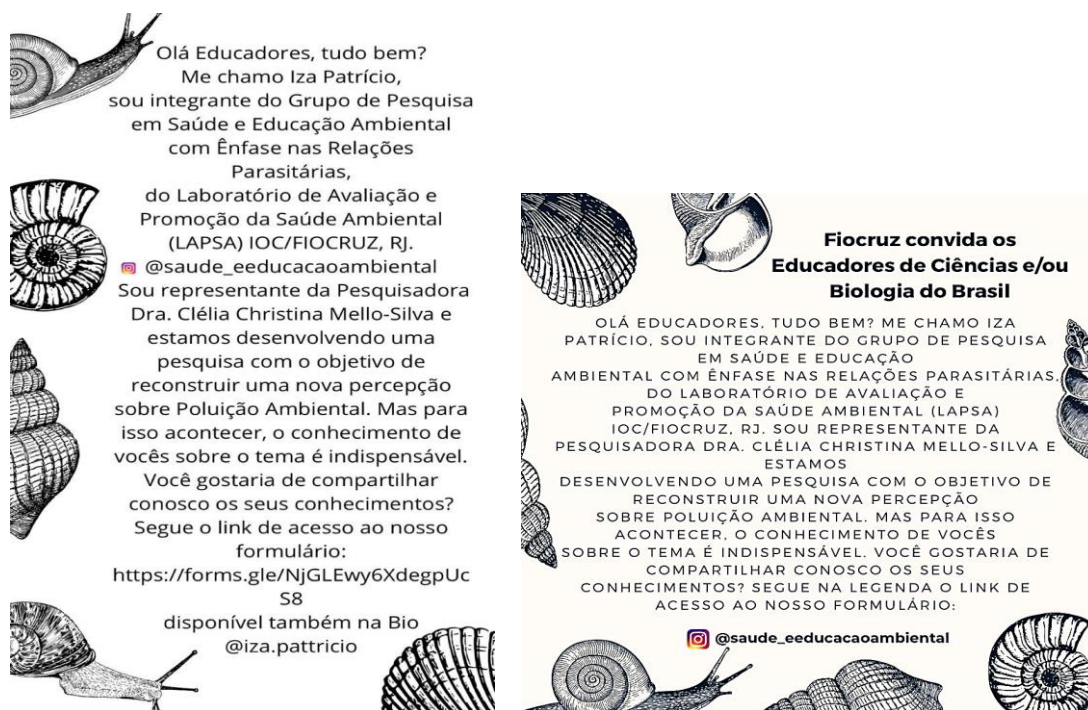 Olá Educadores, tudo bem?
Me chamo Iza Patrício,
sou integrante do Grupo de Pesquisa
em Saúde e Educação Ambiental
com Ênfase nas Relações
Parasitárias,
do Laboratório de Avaliação e
Promoção da Saúde Ambiental
(LAPSA) IOC/FIOCRUZ, RJ.
@saude_eeducacaoambiental
Sou representante da Pesquisadora
Dra. Clélia Christina Mello-Silva e
estamos desenvolvendo uma
pesquisa com o objetivo de
reconstruir uma nova percepção
sobre Poluição Ambiental. Mas para
isso acontecer, o conhecimento de
vocês sobre o tema é indispensável.
Você gostaria de compartilhar
conosco os seus conhecimentos?
Segue o link de acesso ao nosso
formulário:
https://forms.gle/NjGLEwy6XdegpUc
S8
disponível também na Bio
@iza.pattricio
Fiocruz convida os
Educadores de Ciências e/ou
Biologia do Brasil
OLÁ EDUCADORES, TUDO BEM? ME CHAMO IZA
PATRÍCIO, SOU INTEGRANTE DO GRUPO DE PESQUISA
EM SAÚDE E EDUCAÇÃO
AMBIENTAL COM ÊNFASE NAS RELAÇÕES PARASITÁRIAS,
DO LABORATÓRIO DE AVALIAÇÃO E
PROMOÇÃO DA SAÚDE AMBIENTAL (LAPSA)
IOC/FIOCRUZ, RJ. SOU REPRESENTANTE DA
PESQUISADORA DRA. CLÉLIA CHRISTINA MELLO-SILVA E
ESTAMOS
DESENVOLVENDO UMA PESQUISA COM O OBJETIVO DE
RECONSTRUIR UMA NOVA PERCEPÇÃO
SOBRE POLUIÇÃO AMBIENTAL. MAS PARA ISSO
ACONTECER, O CONHECIMENTO DE VOCÊS
SOBRE O TEMA É INDISPENSÁVEL. VOCÊ GOSTARIA DE
COMPARTILHAR CONOSCO OS SEUS
CONHECIMENTOS? SEGUE NA LEGENDA O LINK DE
ACESSO AO NOSSO FORMULÁRIO:
@saude_eeducacaoambiental